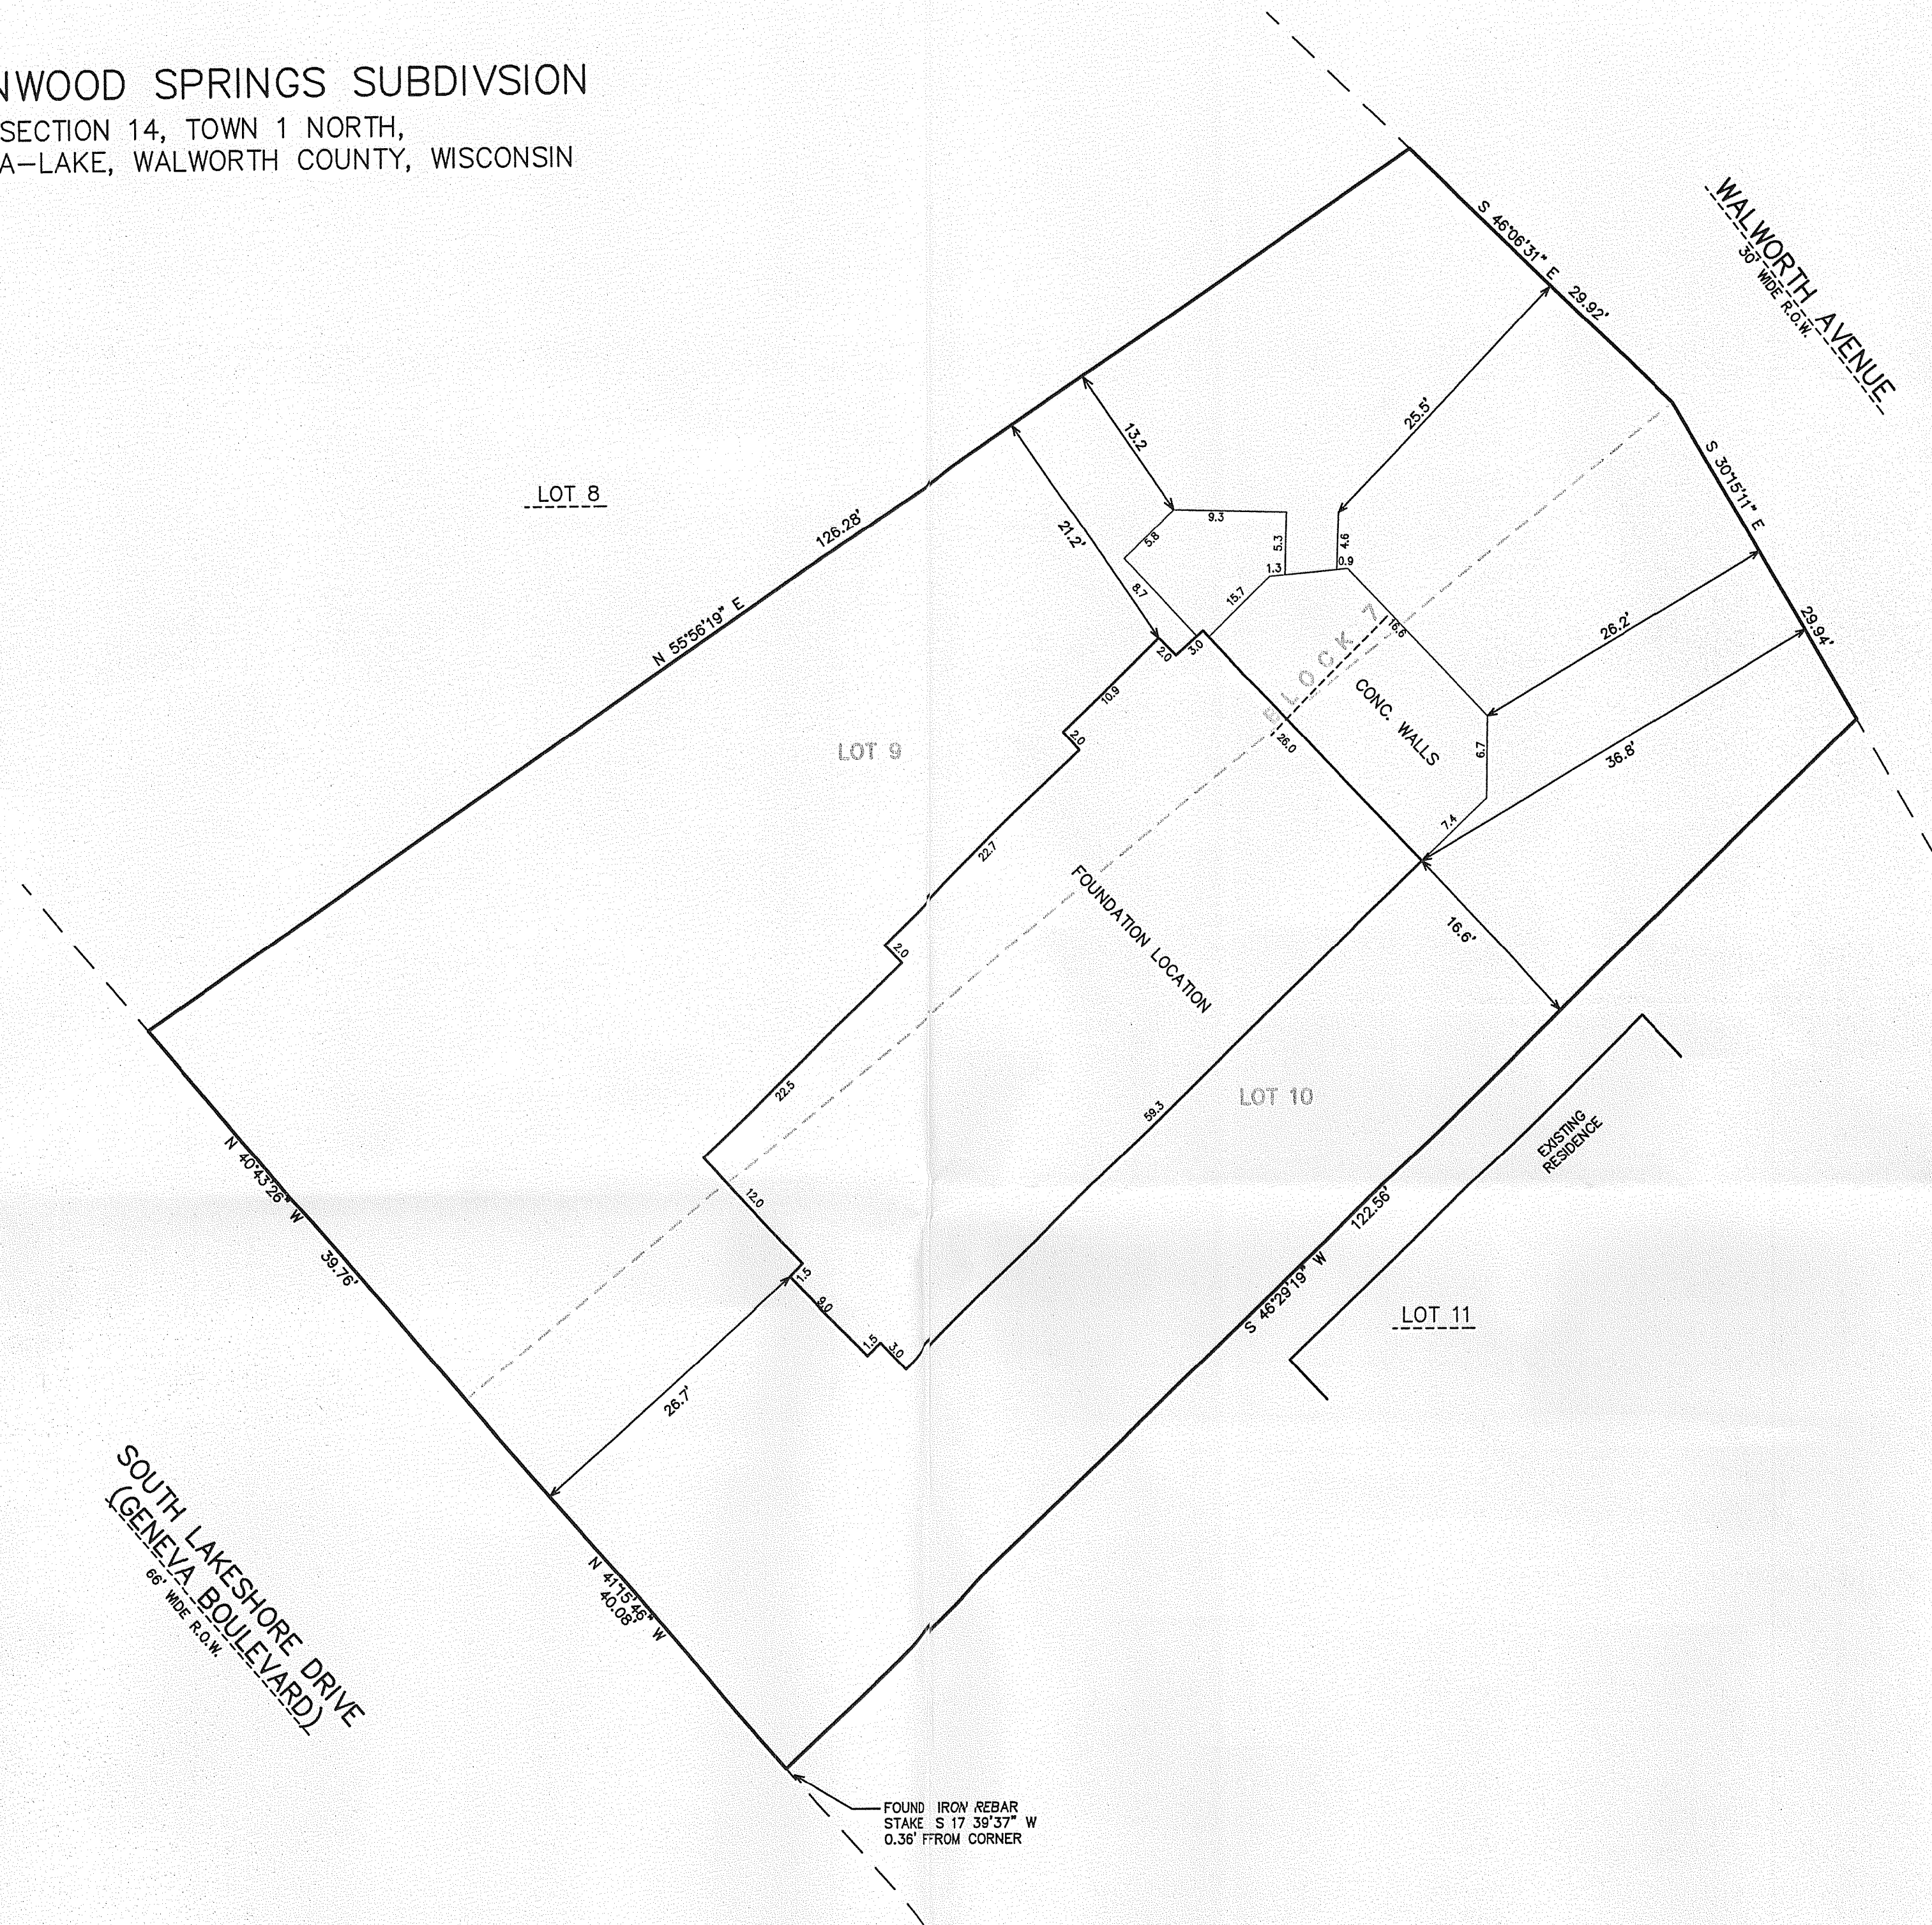 NWOOD SPRINGS SUBDIVSION
SECTION 14, TOWN 1 NORTH,
A-LAKE, WALWORTH COUNTY, WISCONSIN
WALWORTH AVENUE
30' WIDE R.O.W.
S 46°06'31" E
29.92'
25.5'
13.2
21.2'
LOT 8
126.28'
N 55°56'19" E
S 30°15'11" E
29.94'
9.3
5.8
5.3
4.6
0.9
1.3
8.7
15.7
2.0
3.0
BLOCK 7
16.6
26.2'
10.9
2.0
LOT 9
26.0
CONC. WALLS
6.7
36.8'
7.4
22.7
FOUNDATION LOCATION
2.0
16.6'
22.5
59.3
LOT 10
EXISTING
RESIDENCE
N 40°43'26" W
39.76'
12.0
1.5
9.0
1.5
3.0
122.56'
S 46°29'19" W
LOT 11
26.7'
SOUTH LAKESHORE DRIVE
(GENEVA BOULEVARD)
66' WIDE R.O.W.
N 41°15'46" W
40.08'
FOUND IRON REBAR
STAKE S 17 39'37" W
0.36' FFROM CORNER